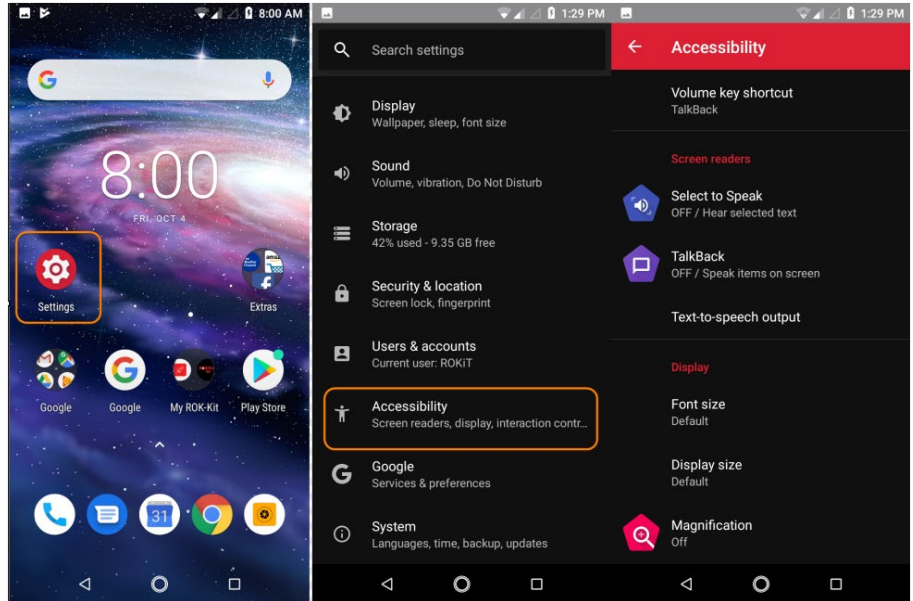 8:00 AM
8:00
FRI, OCT 4
Settings
Extras
Google
Google
My ROK-Kit
Play Store
31
1:29 PM
Search settings
Display
Wallpaper, sleep, font size
Sound
Volume, vibration, Do Not Disturb
Storage
42% used - 9.35 GB free
Security & location
Screen lock, fingerprint
Users & accounts
Current user: ROKiT
Accessibility
Screen readers, display, interaction contr...
Google
Services & preferences
System
Languages, time, backup, updates
1:29 PM
Accessibility
Volume key shortcut
TalkBack
Screen readers
Select to Speak
OFF / Hear selected text
TalkBack
OFF / Speak items on screen
Text-to-speech output
Display
Font size
Default
Display size
Default
Magnification
Off